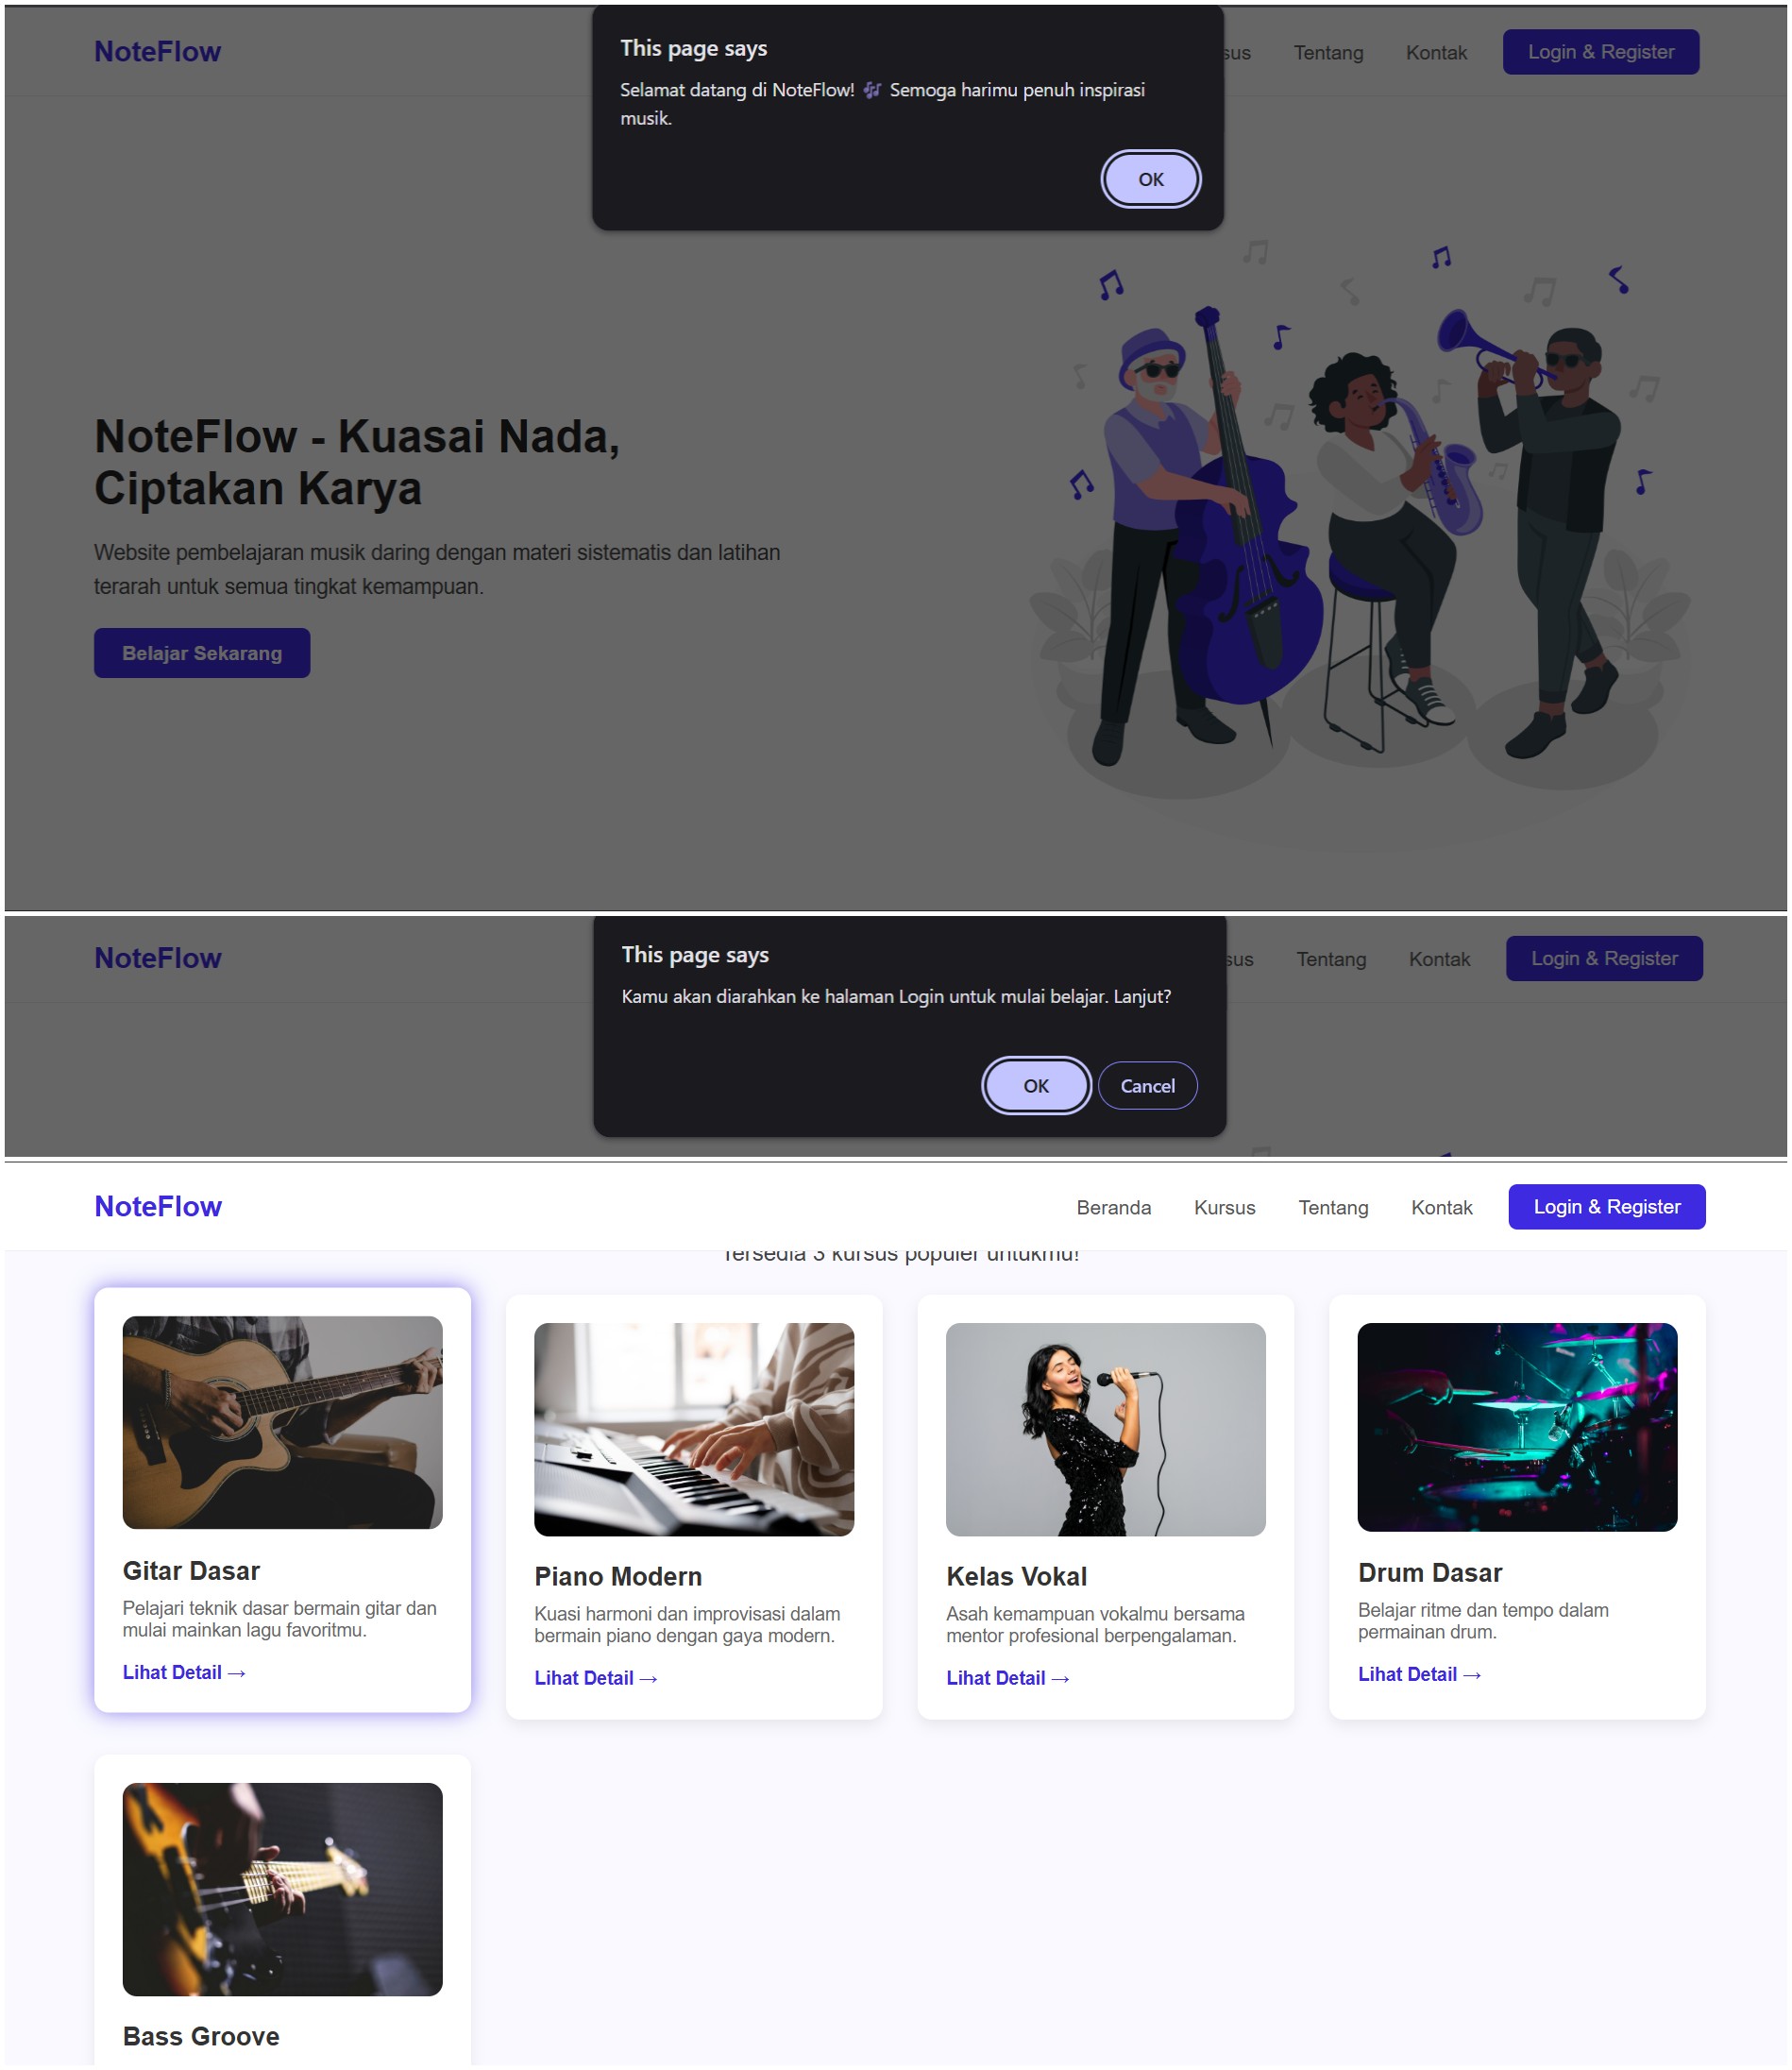 NoteFlow
This page says
Selamat datang di NoteFlow! 🎶 Semoga harimu penuh inspirasi
musik.
OK
sus
Tentang
Kontak
Login & Register
NoteFlow - Kuasai Nada,
Ciptakan Karya
Website pembelajaran musik daring dengan materi sistematis dan latihan
terarah untuk semua tingkat kemampuan.
Belajar Sekarang
NoteFlow
This page says
Kamu akan diarahkan ke halaman Login untuk mulai belajar. Lanjut?
OK
Cancel
sus
Tentang
Kontak
Login & Register
NoteFlow
Beranda
Kursus
Tentang
Kontak
Login & Register
Tersedia 3 kursus populer untukmu!
Gitar Dasar
Pelajari teknik dasar bermain gitar dan
mulai mainkan lagu favoritmu.
Lihat Detail →
Piano Modern
Kuasi harmoni dan improvisasi dalam
bermain piano dengan gaya modern.
Lihat Detail →
Kelas Vokal
Asah kemampuan vokalmu bersama
mentor profesional berpengalaman.
Lihat Detail →
Drum Dasar
Belajar ritme dan tempo dalam
permainan drum.
Lihat Detail →
Bass Groove